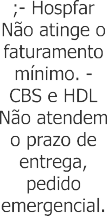 ;- Hospfar
Não atinge o
faturamento
mínimo. -
CBS e HDL
Não atendem
o prazo de
entrega,
pedido
emergencial.